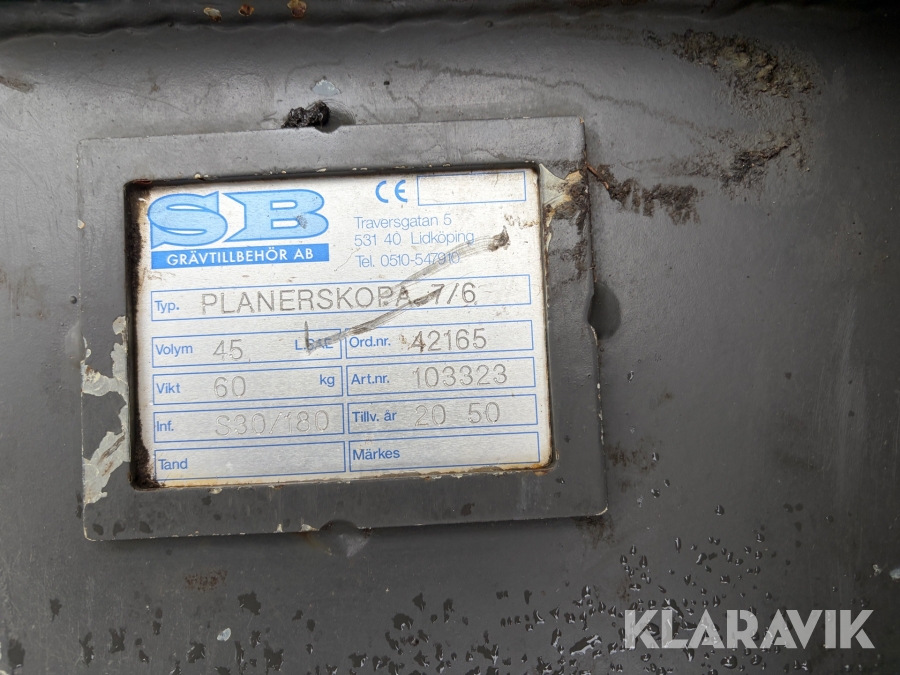 SB
GRÄVTILLBEHÖR AB
CE
Traversgatan 5
531 40 Lidköping
Tel. 0510-547910
Typ. PLANERSKOPA 7/6
Volym 45 L.SAE Ord.nr. 42165
Vikt 60 kg Art.nr. 103323
Inf. S30/180 Tillv. år 20 50
Tand Märkes
KLARAVIK